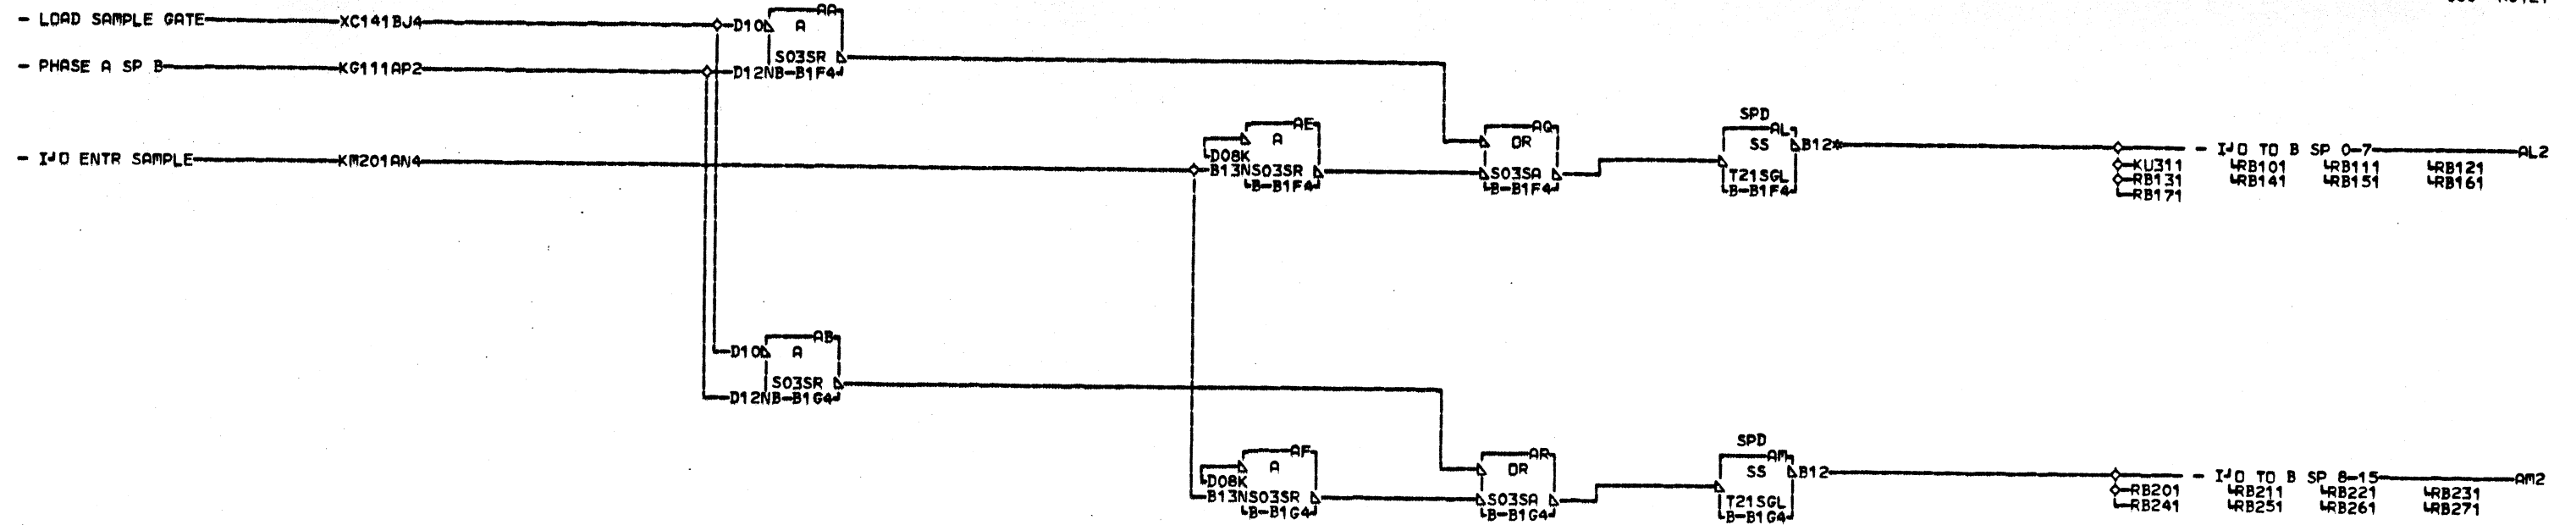 - LOAD SAMPLE GATE XC141BJ4 D10 A AA
S03SR
- PHASE A SP B KG111AP2 D12NB-B1F4
SPD
AE AQ AL
A OR SS B12*
- I/O ENTR SAMPLE KM201AN4 D08K - I/O TO B SP 0-7 AL2
B13NS03SR S03SA T21SGL KU311 RB101 RB111 RB121
B-B1F4 B-B1F4 B-B1F4 RB131 RB141 RB151 RB161
RB171
AB
D10 A
S03SR
D12NB-B1G4
SPD
AF AR AM
A OR SS B12 - I/O TO B SP 8-15 AM2
D08K
B13NS03SR S03SA T21SGL RB201 RB211 RB221 RB231
B-B1G4 B-B1G4 B-B1G4 RB241 RB251 RB261 RB271